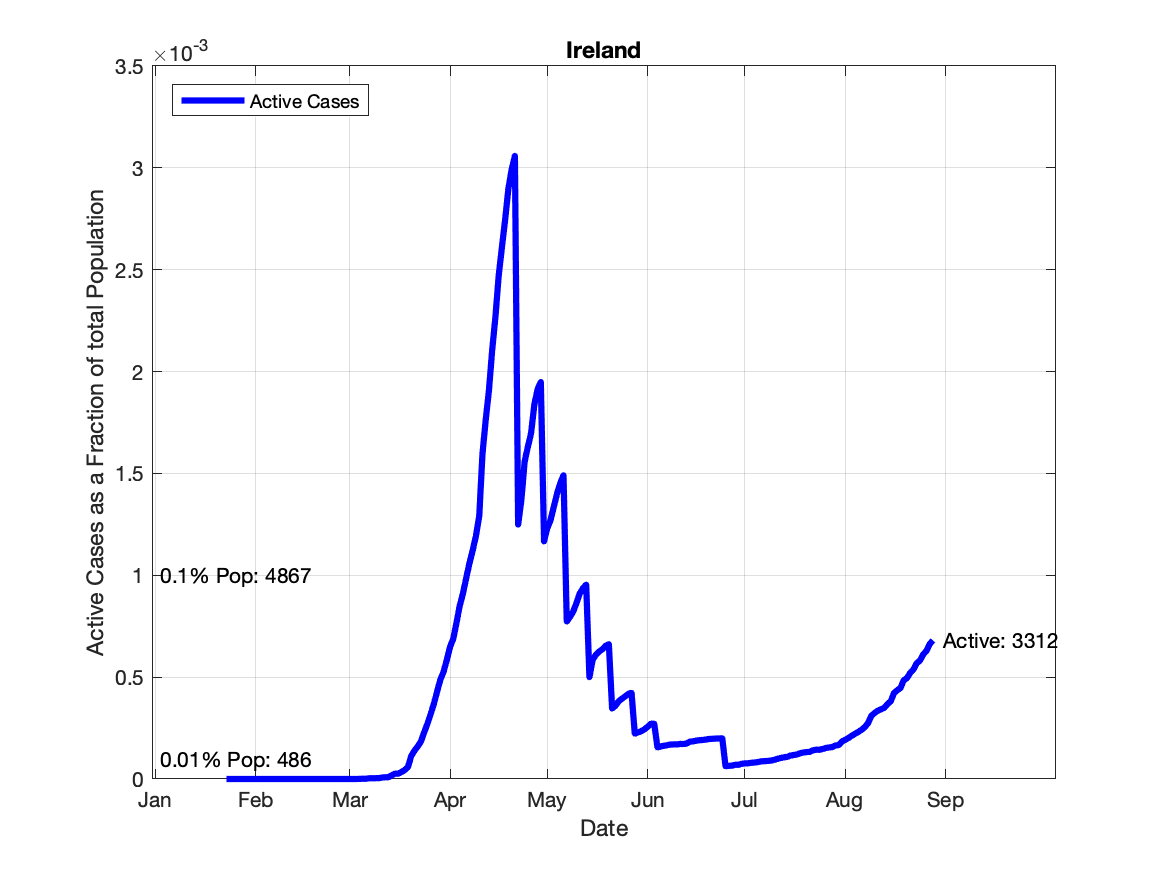 Ireland
×10-3
3.5
3
2.5
2
1.5
1
0.5
0
Active Cases
0.1% Pop: 4867
0.01% Pop: 486
Active: 3312
Jan Feb Mar Apr May Jun Jul Aug Sep
Date
Active Cases as a Fraction of total Population